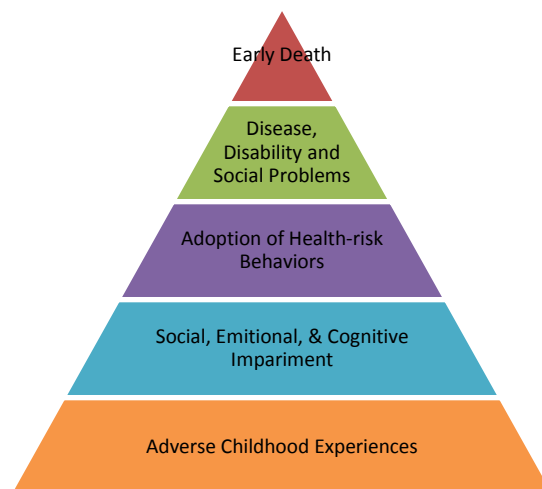 Early Death
Disease,
Disability and
Social Problems
Adoption of Health-risk
Behaviors
Social, Emitional, & Cognitive
Impariment
Adverse Childhood Experiences